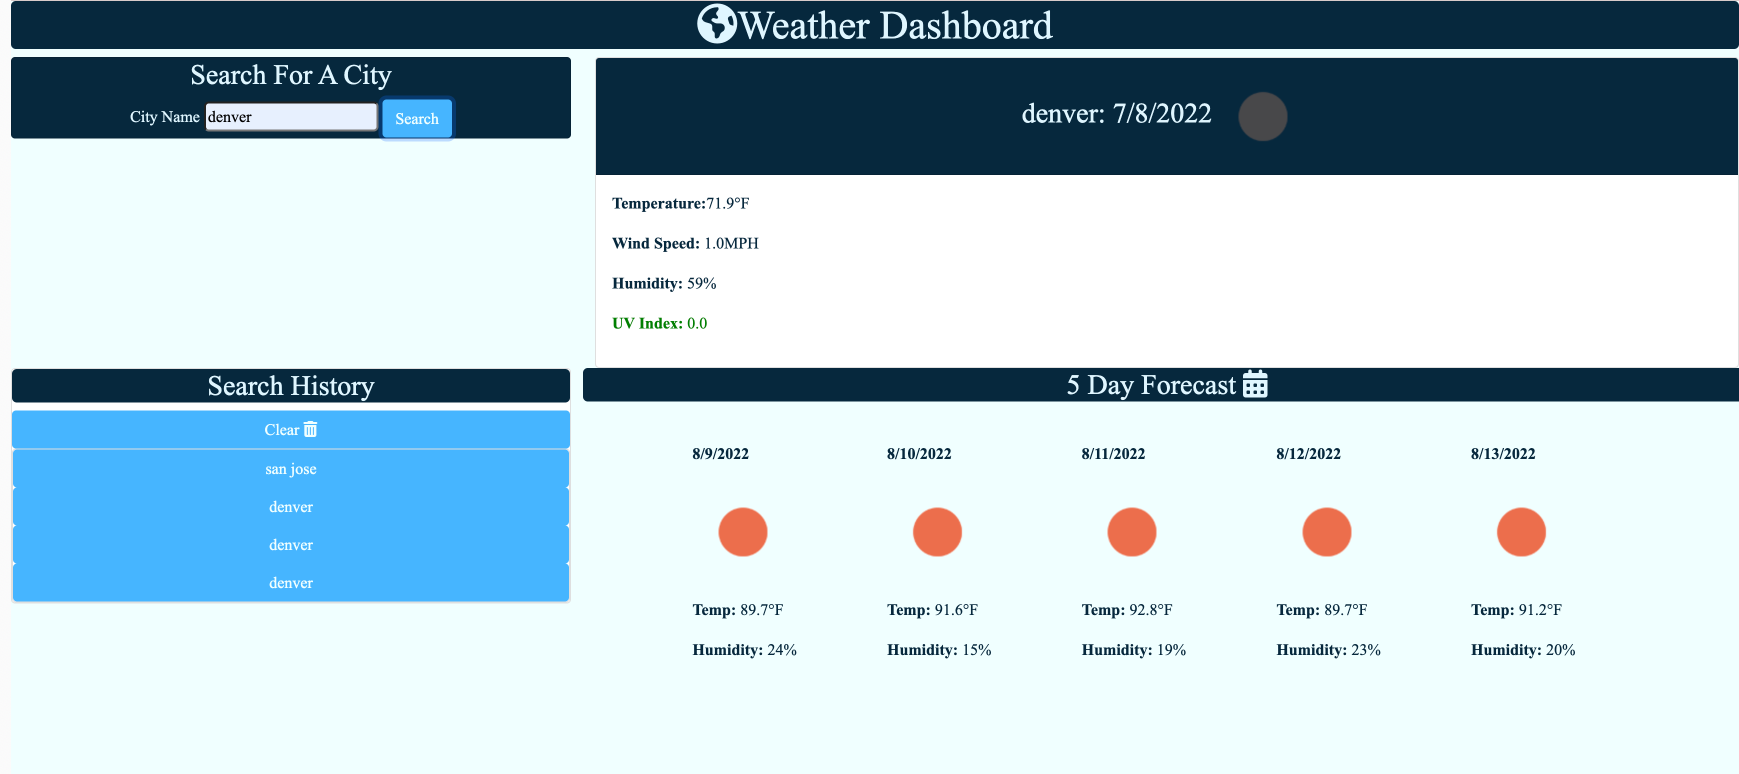 Weather Dashboard
Search For A City
City Name denver Search
denver: 7/8/2022
Temperature:71.9°F
Wind Speed: 1.0MPH
Humidity: 59%
UV Index: 0.0
Search History
Clear
san jose
denver
denver
denver
5 Day Forecast
8/9/2022 8/10/2022 8/11/2022 8/12/2022 8/13/2022
Temp: 89.7°F Temp: 91.6°F Temp: 92.8°F Temp: 89.7°F Temp: 91.2°F
Humidity: 24% Humidity: 15% Humidity: 19% Humidity: 23% Humidity: 20%